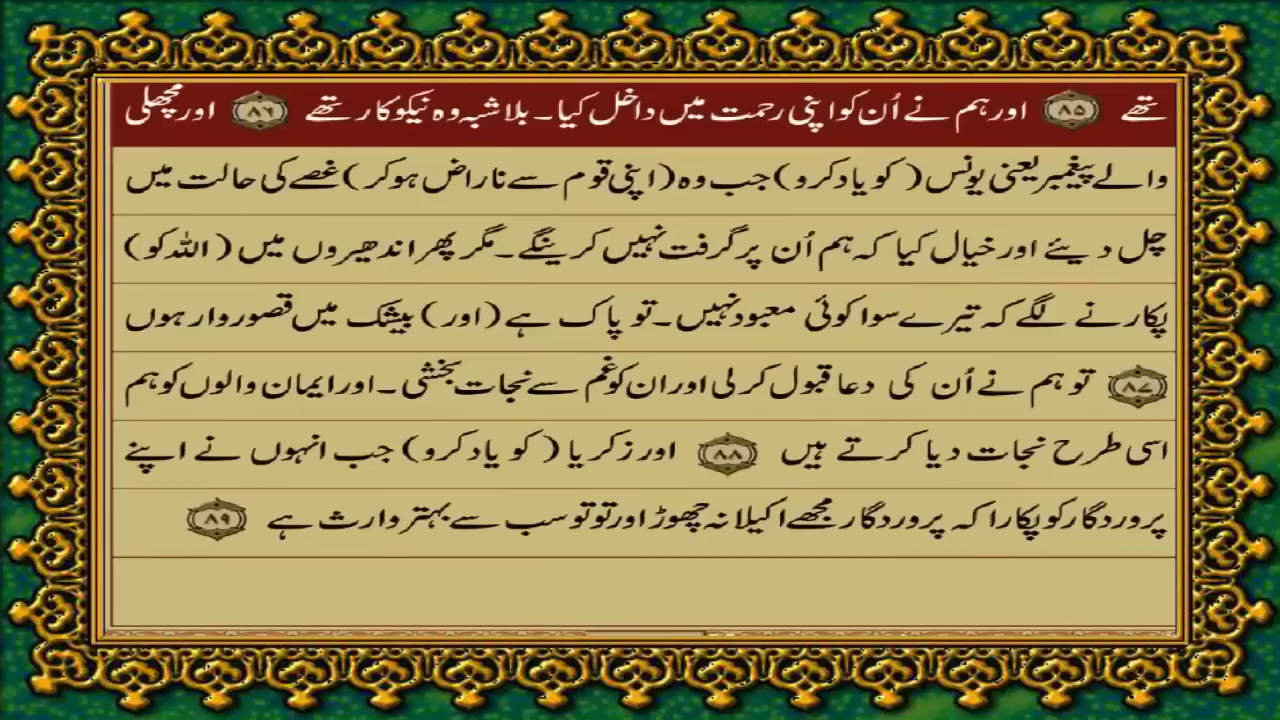 تھے ﴿۸۵﴾ اور ہم نے اُن کو اپنی رحمت میں داخل کیا۔ بلا شبہ وہ نیکوکار تھے ﴿۸۶﴾ اور مچھلی
والے پیغمبر یعنی یونس (کو یاد کرو) جب وہ (اپنی قوم سے ناراض ہو کر) غصے کی حالت میں
چل دیئے اور خیال کیا کہ ہم اُن پر گرفت نہیں کرینگے۔ مگر پھر اندھیروں میں (اللہ کو)
پکارنے لگے کہ تیرے سوا کوئی معبود نہیں۔ تو پاک ہے (اور) بیشک میں قصوروار ہوں
﴿۸۷﴾ تو ہم نے اُن کی دعا قبول کر لی اور ان کو غم سے نجات بخشی۔ اور ایمان والوں کو ہم
اسی طرح نجات دیا کرتے ہیں ﴿۸۸﴾ اور زکریا (کو یاد کرو) جب انہوں نے اپنے
پروردگار کو پکارا کہ پروردگار مجھے اکیلا نہ چھوڑ اور تو تو سب سے بہتر وارث ہے ﴿۸۹﴾